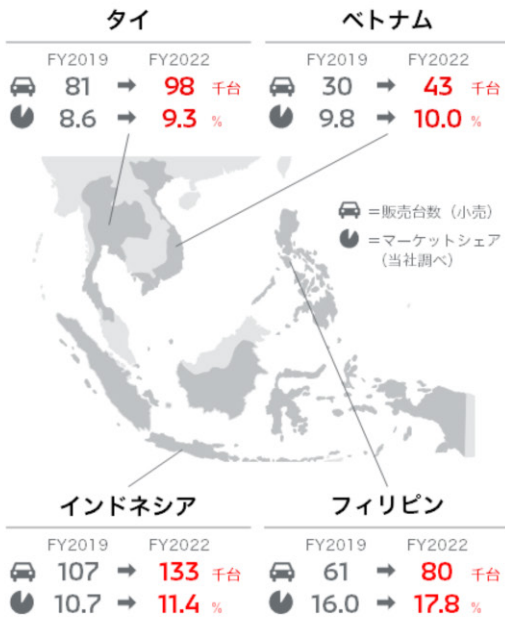 タイ
FY2019 FY2022
81 → 98 千台
8.6 → 9.3 %
ベトナム
FY2019 FY2022
30 → 43 千台
9.8 → 10.0 %
=販売台数（小売）
=マーケットシェア
（当社調べ）
インドネシア
FY2019 FY2022
107 → 133 千台
10.7 → 11.4 %
フィリピン
FY2019 FY2022
61 → 80 千台
16.0 → 17.8 %